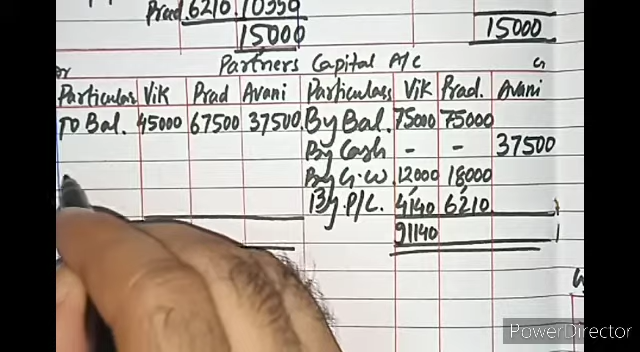 Prad. 6210 10350
15000 15000
Partners Capital A/c
Particulars Vik Prad Avani Particulars Vik Prad. Avani
To Bal. 45000 67500 37500 By Bal. 75000 75000
By Cash - - 37500
By G.W 12000 18000
By P/L. 4140 6210
91140
PowerDirector